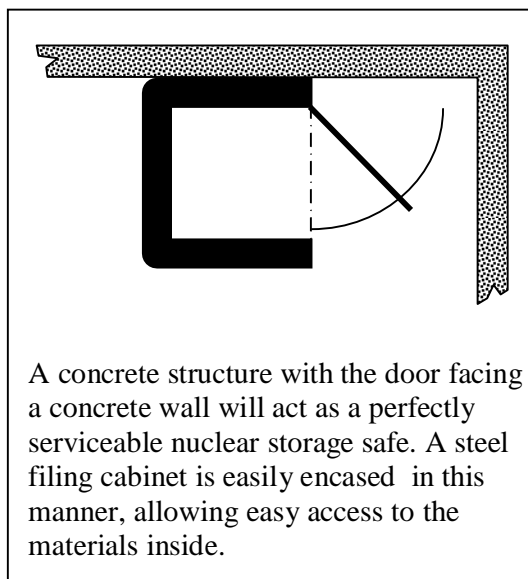 A concrete structure with the door facing
a concrete wall will act as a perfectly
serviceable nuclear storage safe. A steel
filing cabinet is easily encased  in this
manner, allowing easy access to the
materials inside.